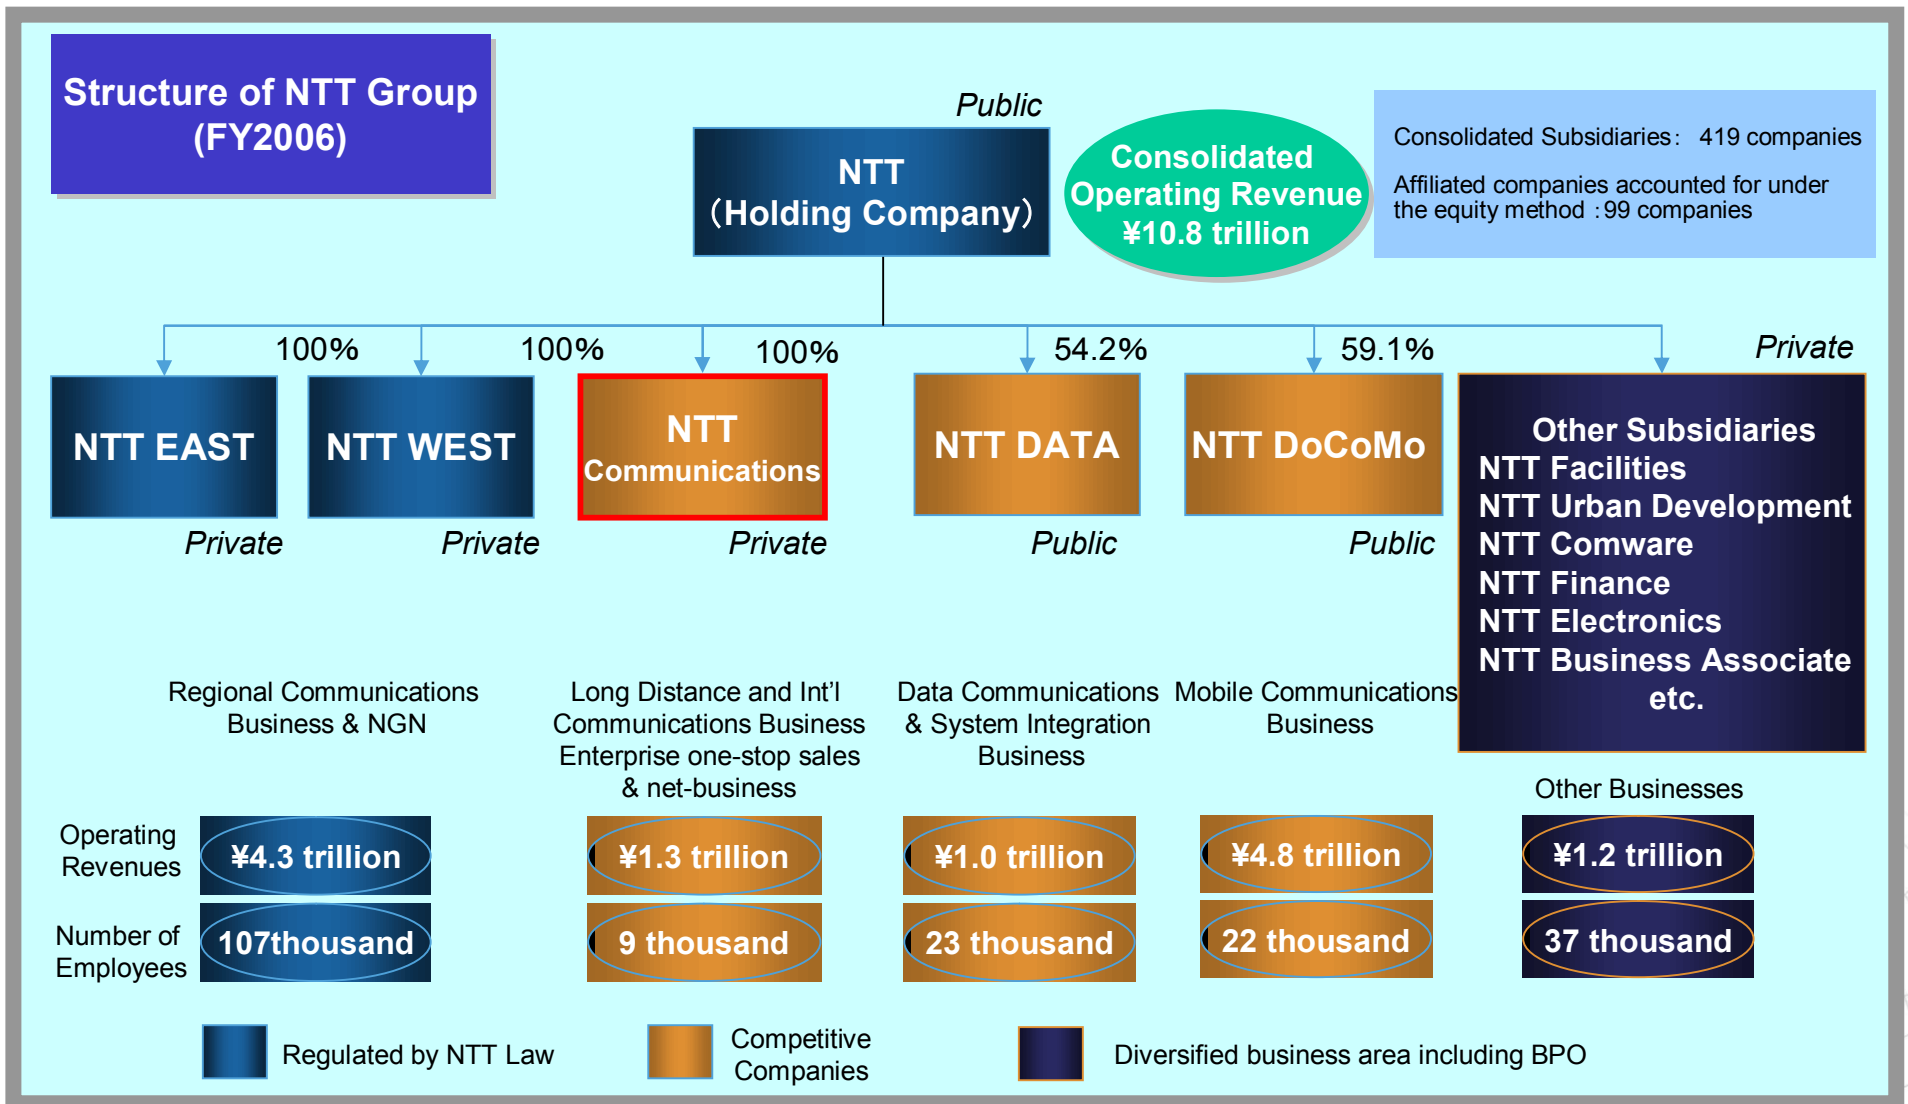 Structure of NTT Group
(FY2006)
Public
NTT
（Holding Company）
Consolidated
Operating Revenue
¥10.8 trillion
Consolidated Subsidiaries： 419 companies
Affiliated companies accounted for under
the equity method：99 companies
100%
100%
100%
54.2%
59.1%
Private
NTT EAST
NTT WEST
NTT
Communications
NTT DATA
NTT DoCoMo
Private
Private
Private
Public
Public
Other Subsidiaries
NTT Facilities
NTT Urban Development
NTT Comware
NTT Finance
NTT Electronics
NTT Business Associate
etc.
Regional Communications
Business & NGN
Long Distance and Int’l
Communications Business
Enterprise one-stop sales
& net-business
Data Communications
& System Integration
Business
Mobile Communications
Business
Other Businesses
Operating
Revenues
¥4.3 trillion
¥1.3 trillion
¥1.0 trillion
¥4.8 trillion
¥1.2 trillion
Number of
Employees
107thousand
9 thousand
23 thousand
22 thousand
37 thousand
Regulated by NTT Law
Competitive
Companies
Diversified business area including BPO